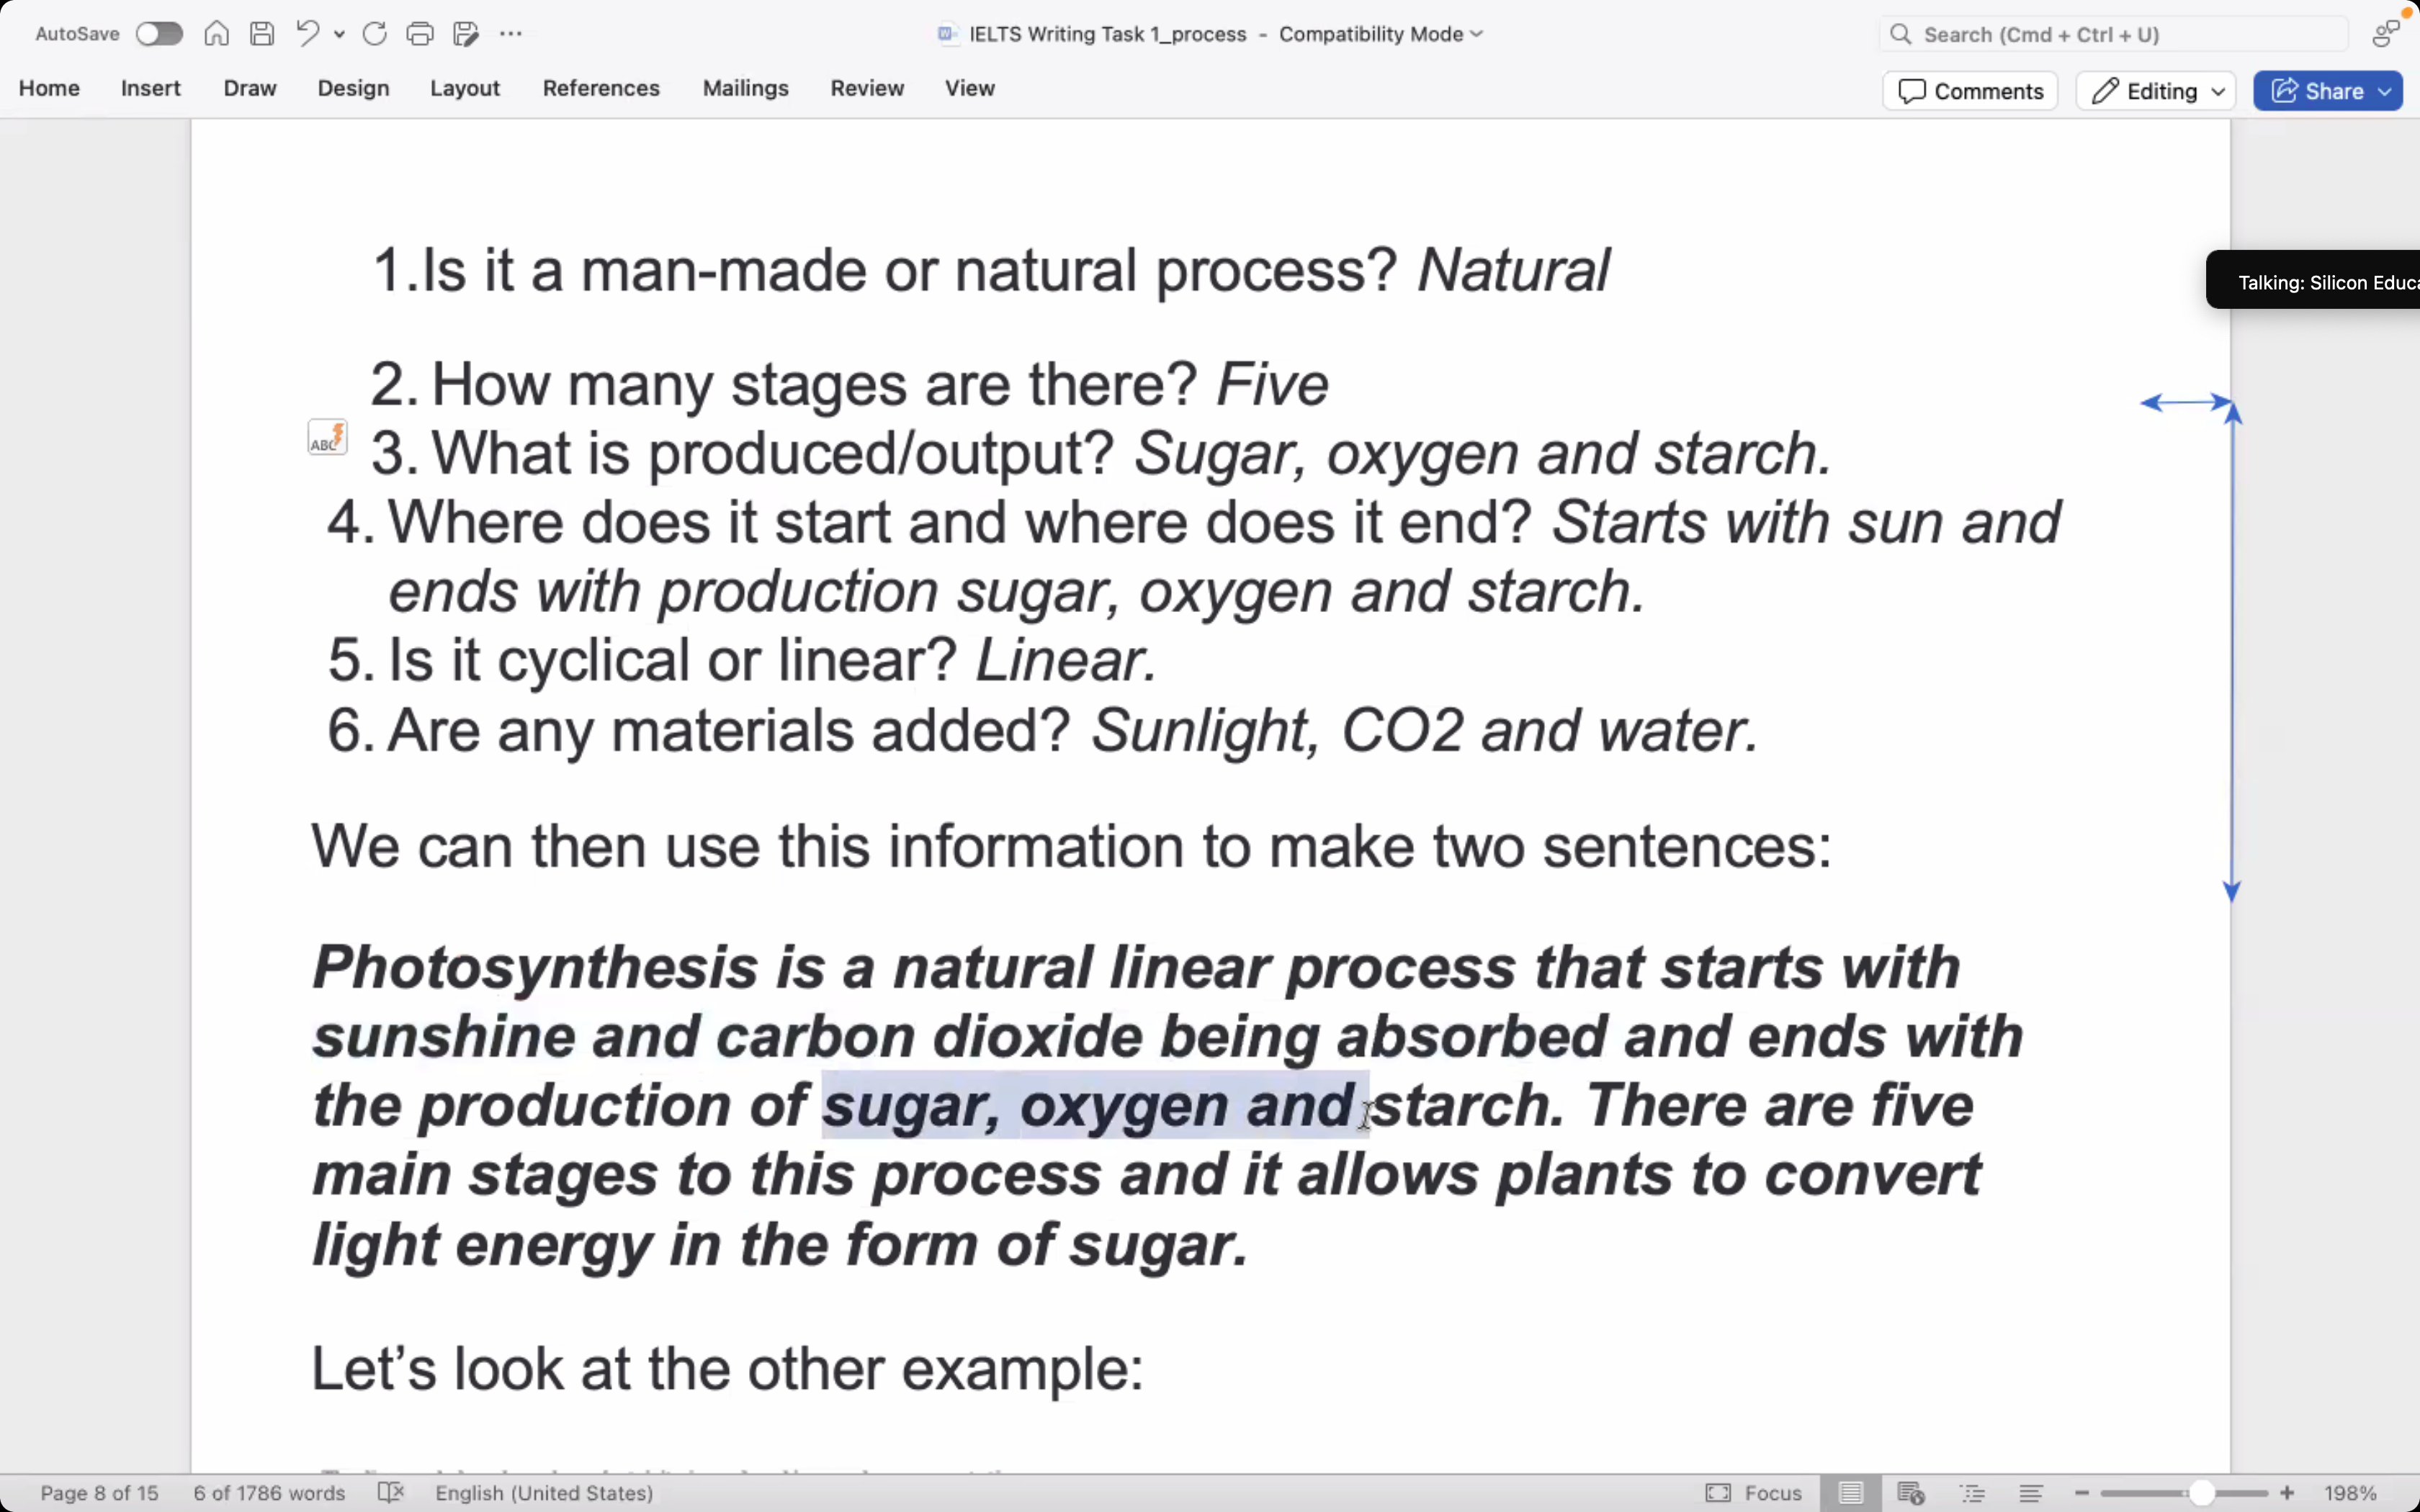 AutoSave
IELTS Writing Task 1_process - Compatibility Mode
Search (Cmd + Ctrl + U)
Home Insert Draw Design Layout References Mailings Review View Comments Editing Share
1.Is it a man-made or natural process? Natural
Talking: Silicon
2. How many stages are there? Five
ABC
3. What is produced/output? Sugar, oxygen and starch.
4. Where does it start and where does it end? Starts with sun and
ends with production sugar, oxygen and starch.
5. Is it cyclical or linear? Linear.
6. Are any materials added? Sunlight, CO2 and water.
We can then use this information to make two sentences:
Photosynthesis is a natural linear process that starts with
sunshine and carbon dioxide being absorbed and ends with
the production of sugar, oxygen and starch. There are five
main stages to this process and it allows plants to convert
light energy in the form of sugar.
Let’s look at the other example:
Page 8 of 15 6 of 1786 words English (United States) Focus 198%